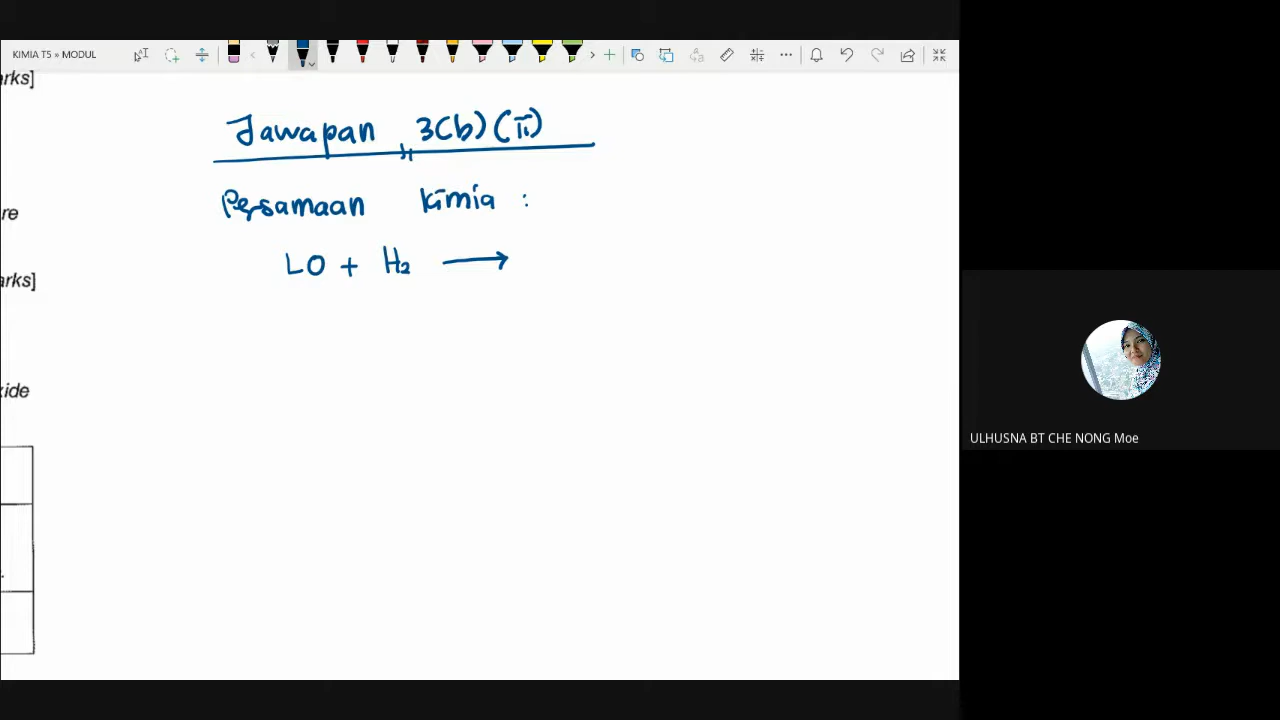 KIMIA T5 » MODUL
arks]
Jawapan 3(b)(ii)
Persamaan Kimia :
re
LO + H₂ ⟶
arks]
xide
ULHUSNA BT CHE NONG Moe